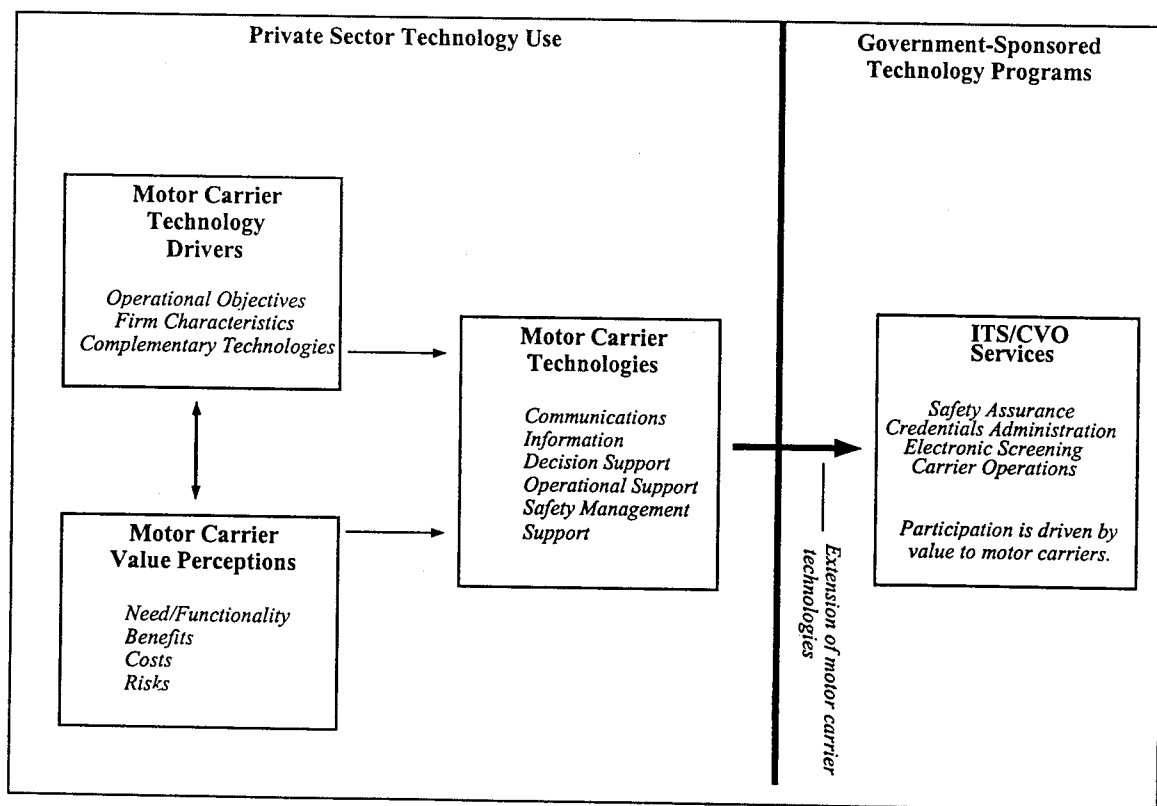 Private Sector Technology Use
Government-Sponsored
Technology Programs
Motor Carrier
Technology
Drivers
Operational Objectives
Firm Characteristics
Complementary Technologies
Motor Carrier
Value Perceptions
Need/Functionality
Benefits
Costs
Risks
Motor Carrier
Technologies
Communications
Information
Decision Support
Operational Support
Safety Management
Support
Extension of motor carrier
technologies
ITS/CVO
Services
Safety Assurance
Credentials Administration
Electronic Screening
Carrier Operations
Participation is driven by
value to motor carriers.